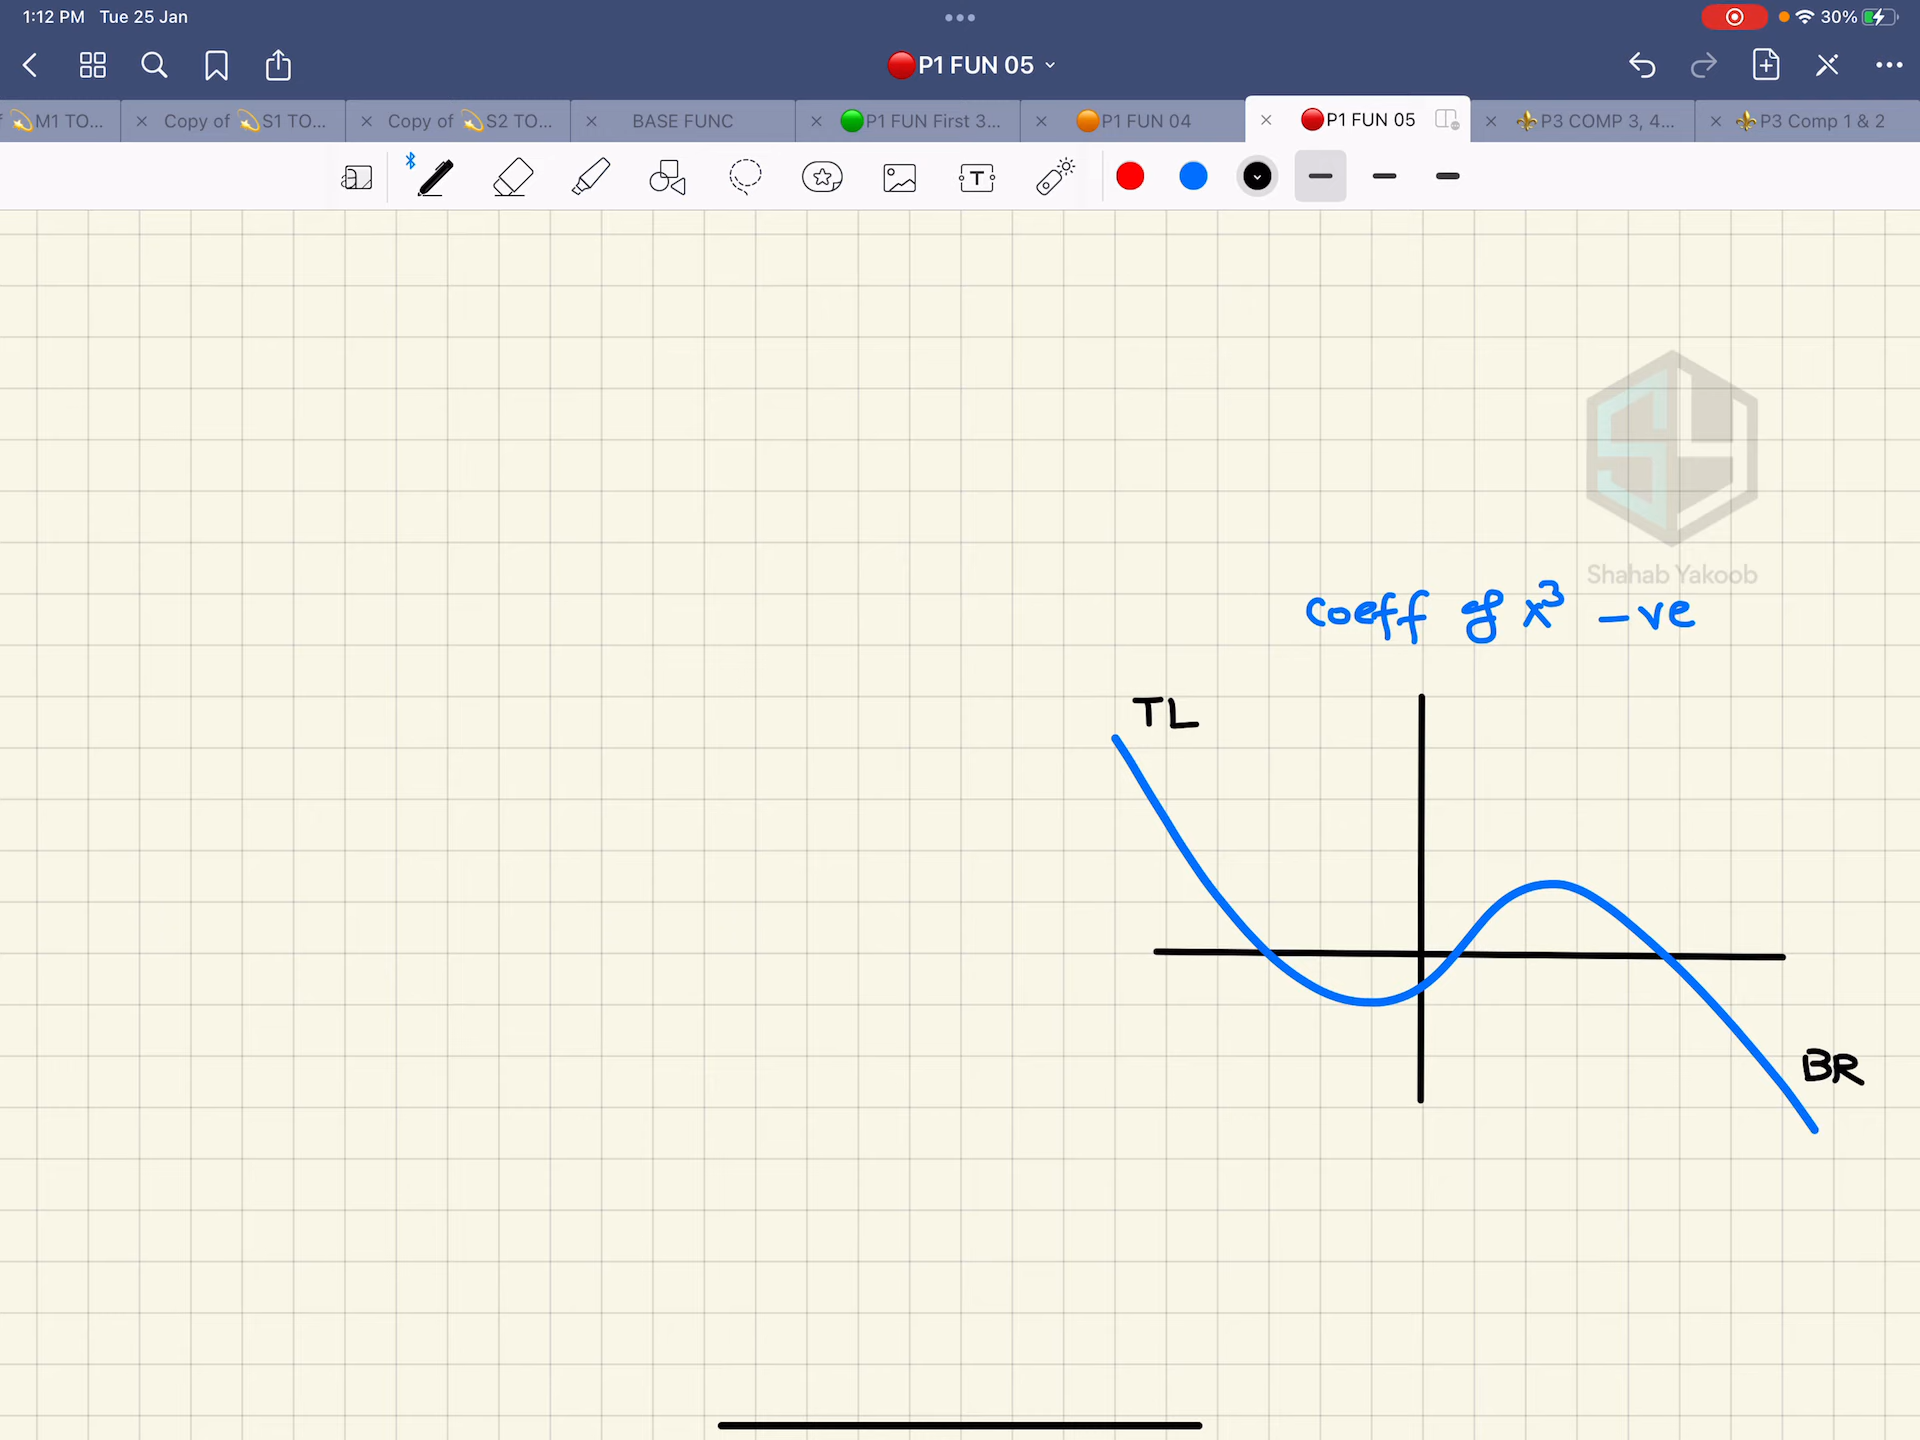 1:12 PM Tue 25 Jan
30%
P1 FUN 05
M1 TO...
Copy of S1 TO...
Copy of S2 TO...
BASE FUNC
P1 FUN First 3...
P1 FUN 04
P1 FUN 05
P3 COMP 3, 4...
P3 Comp 1 & 2
T
Shahab Yakoob
coeff of x³ -ve
TL
BR